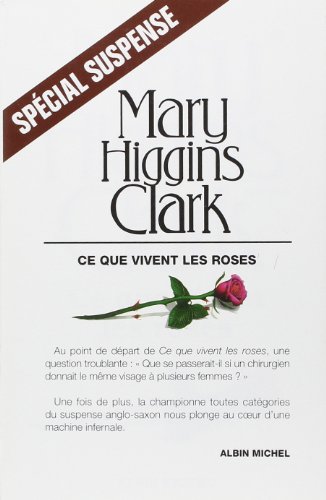 SPÉCIAL SUSPENSE
Mary
Higgins
Clark
CE QUE VIVENT LES ROSES
Au point de départ de Ce que vivent les roses, une
question troublante : « Que se passerait-il si un chirurgien
donnait le même visage à plusieurs femmes ? »
Une fois de plus, la championne toutes catégories
du suspense anglo-saxon nous plonge au cœur d'une
machine infernale.
ALBIN MICHEL